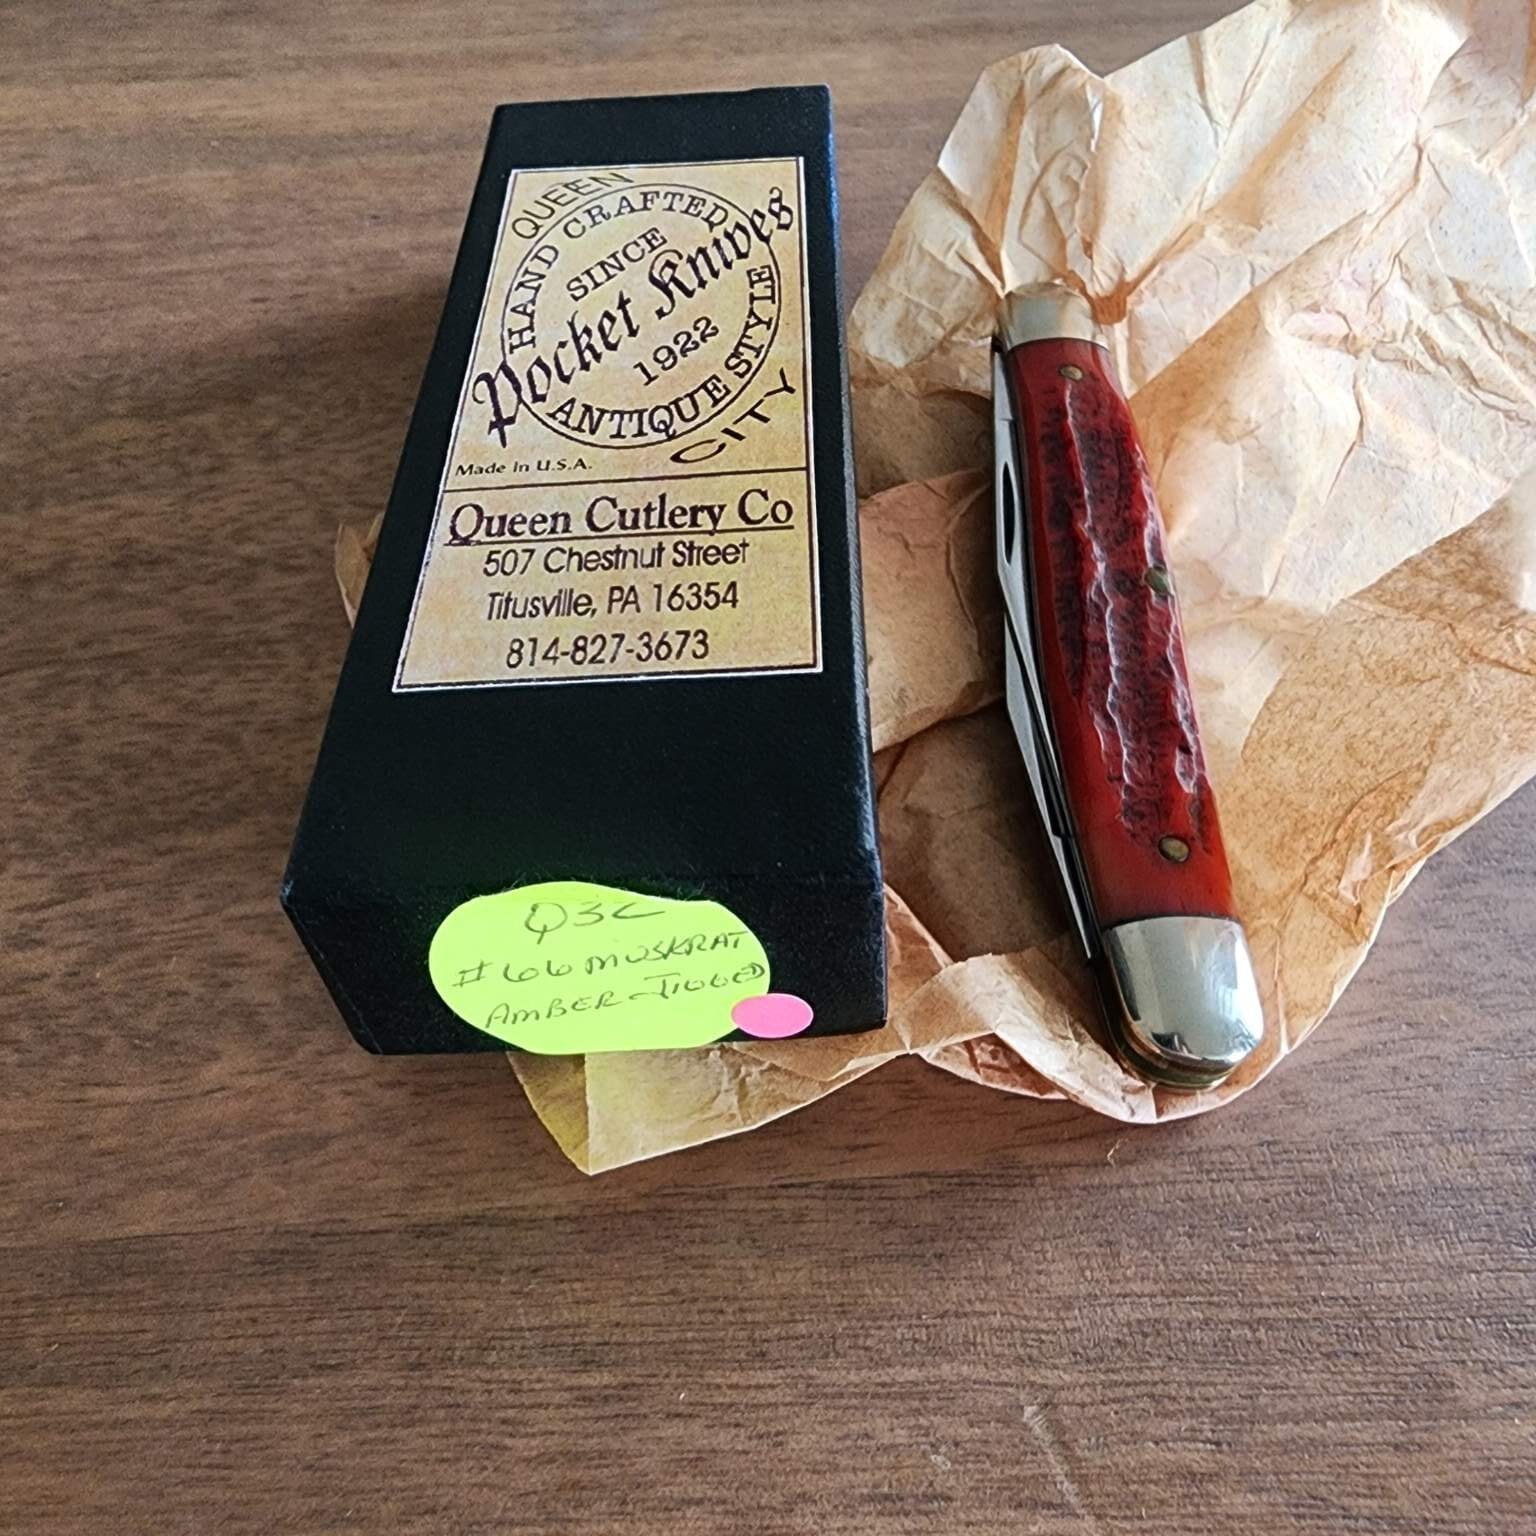 QUEEN
HAND CRAFTED
SINCE
Pocket Knives
1922
ANTIQUE STYLE
CITY
Made in U.S.A.
Queen Cutlery Co
507 Chestnut Street
Titusville, PA 16354
814-827-3673
# 66 MUSKRAT
AMBER-JIGGED